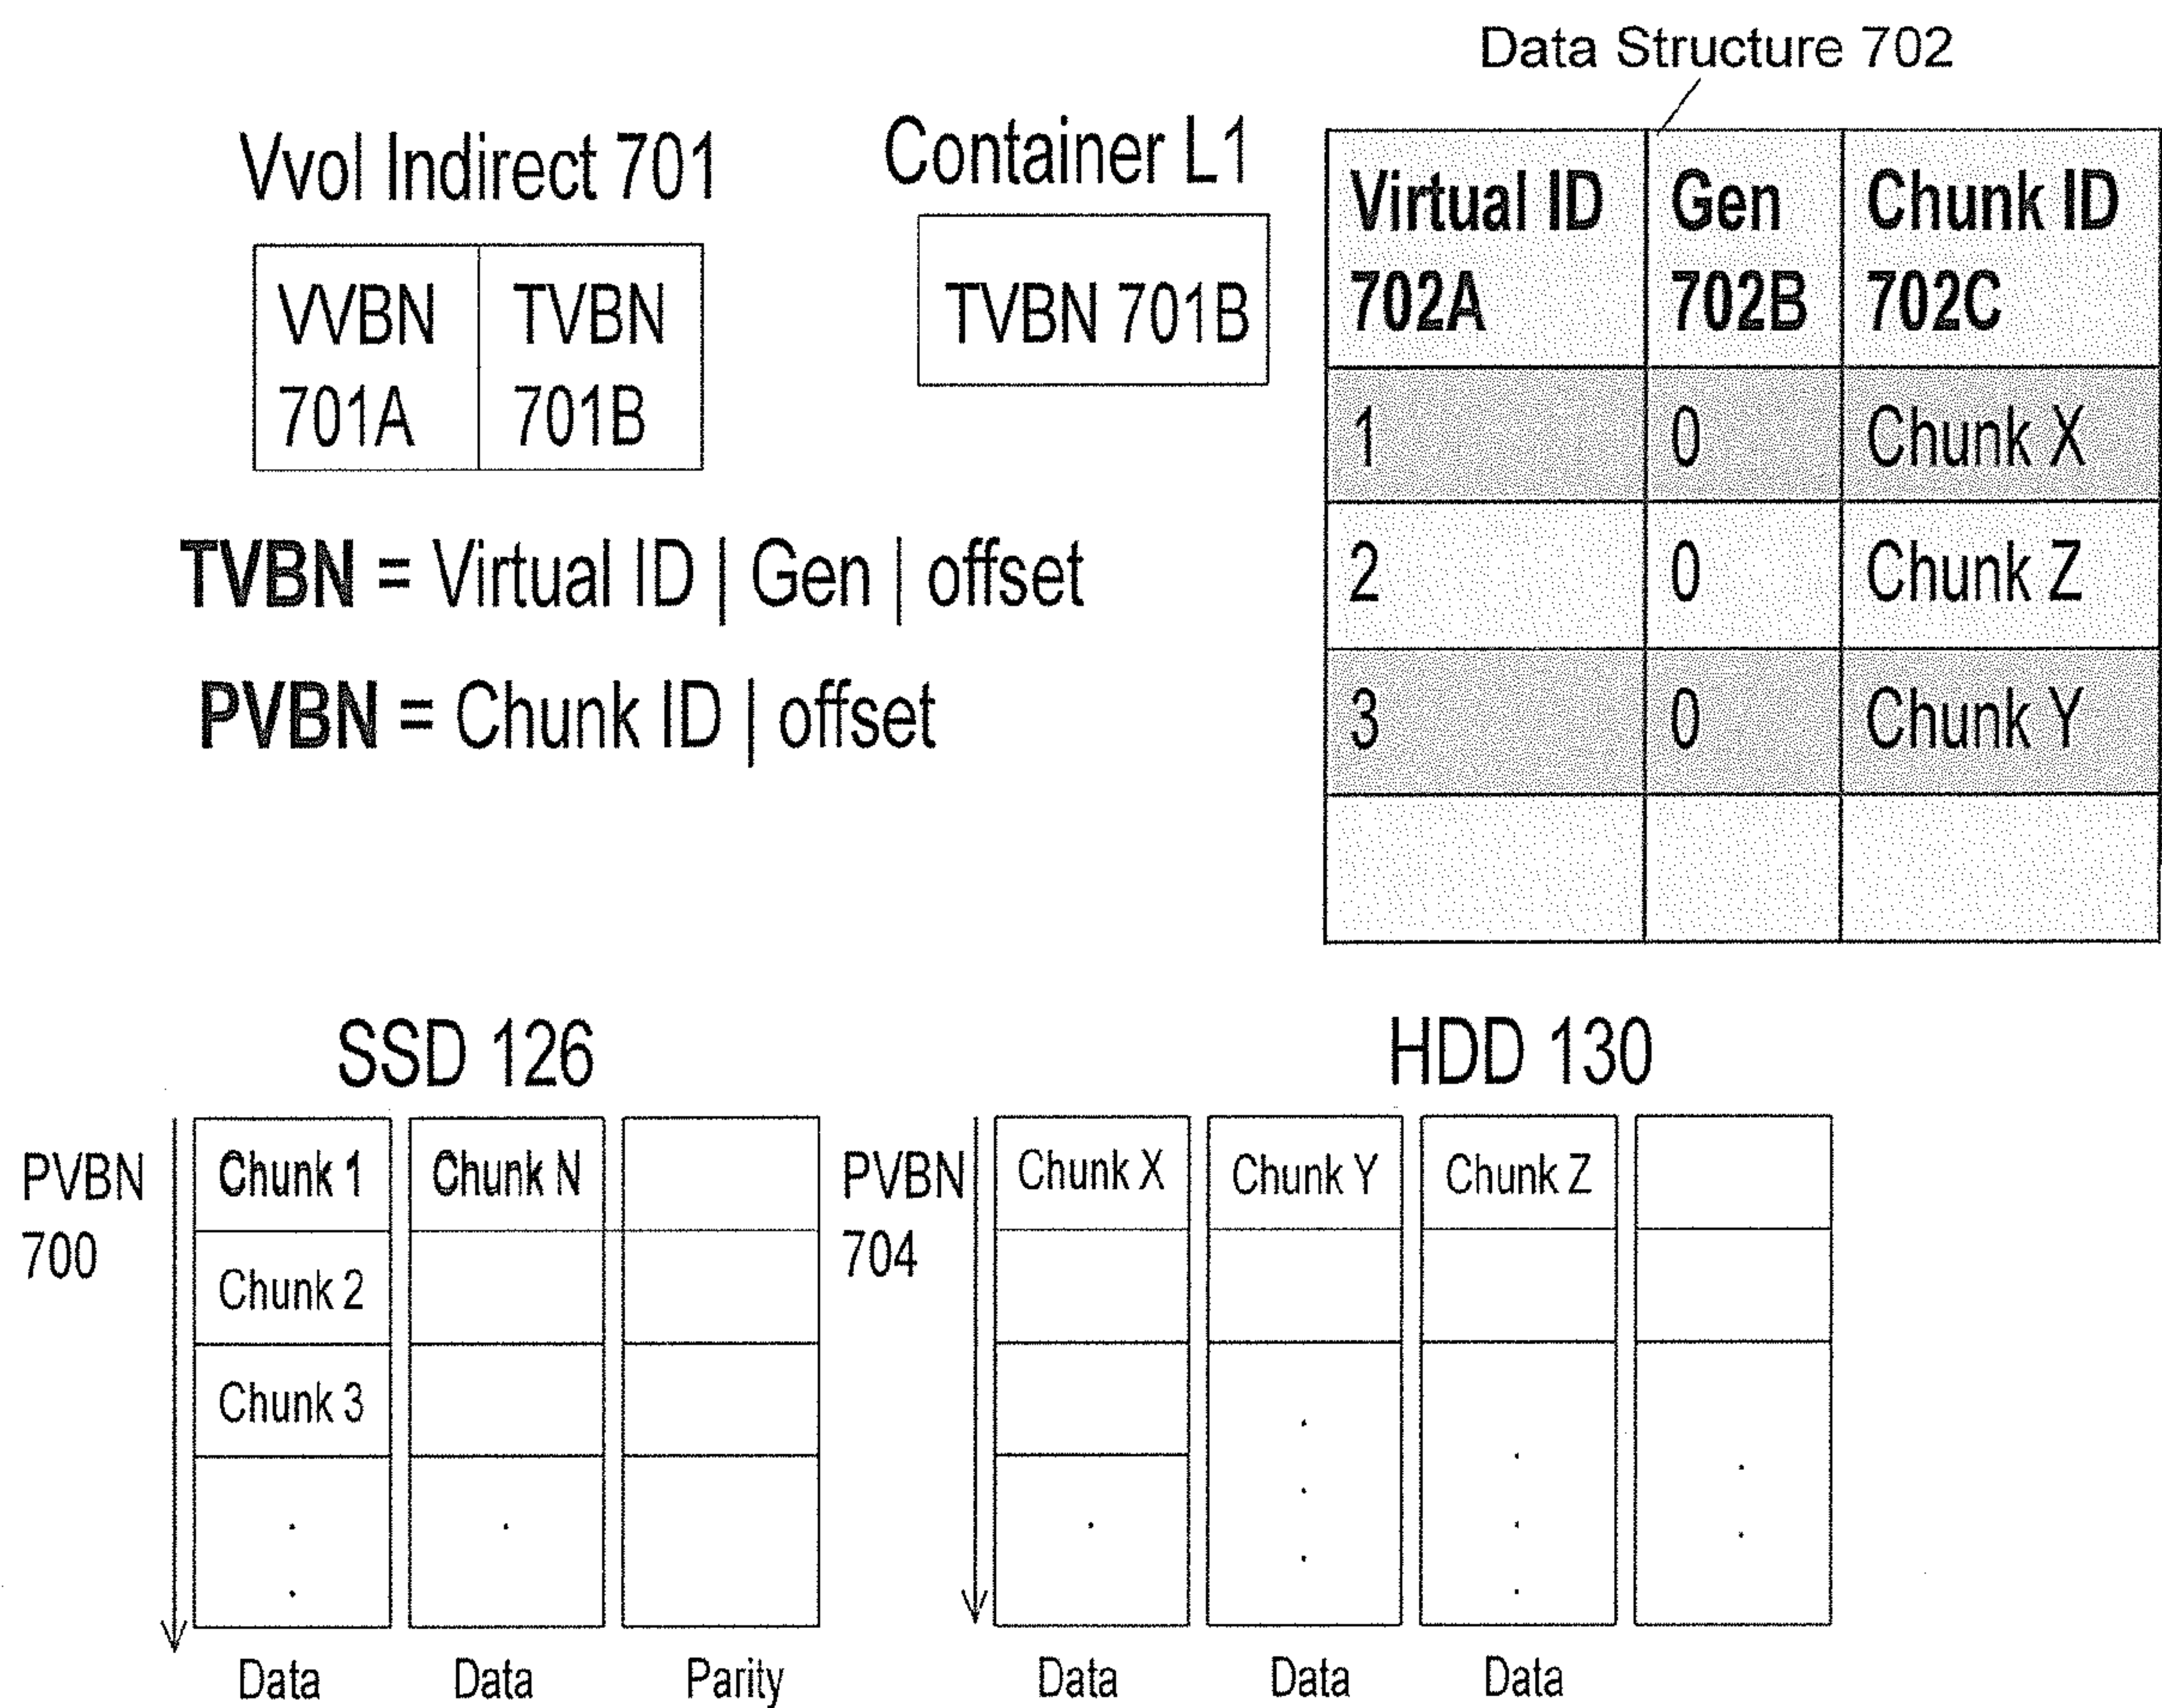 Data Structure 702
Vvol Indirect 701
VVBN 701A
TVBN 701B
Container L1
TVBN 701B
TVBN = Virtual ID | Gen | offset
PVBN = Chunk ID | offset
Virtual ID 702A
Gen 702B
Chunk ID 702C
1 0 Chunk X
2 0 Chunk Z
3 0 Chunk Y
SSD 126
PVBN 700
Chunk 1 Chunk N
Chunk 2
Chunk 3
Data Data Parity
HDD 130
PVBN 704
Chunk X Chunk Y Chunk Z
Data Data Data